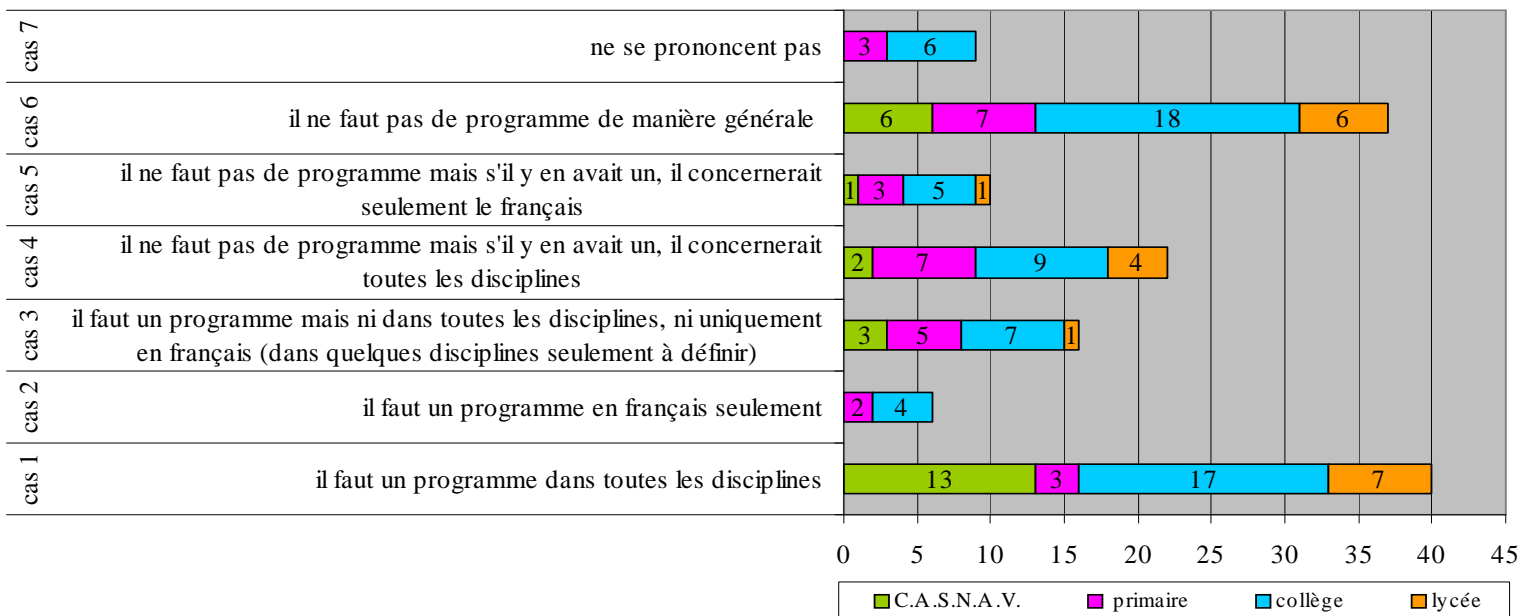 cas 7
ne se prononcent pas
3 6
cas 6
il ne faut pas de programme de manière générale
6 7 18 6
cas 5
il ne faut pas de programme mais s'il y en avait un, il concernerait
seulement le français
1 3 5 1
cas 4
il ne faut pas de programme mais s'il y en avait un, il concernerait
toutes les disciplines
2 7 9 4
cas 3
il faut un programme mais ni dans toutes les disciplines, ni uniquement
en français (dans quelques disciplines seulement à définir)
3 5 7 1
cas 2
il faut un programme en français seulement
2 4
cas 1
il faut un programme dans toutes les disciplines
13 3 17 7
0 5 10 15 20 25 30 35 40 45
C.A.S.N.A.V. primaire collège lycée